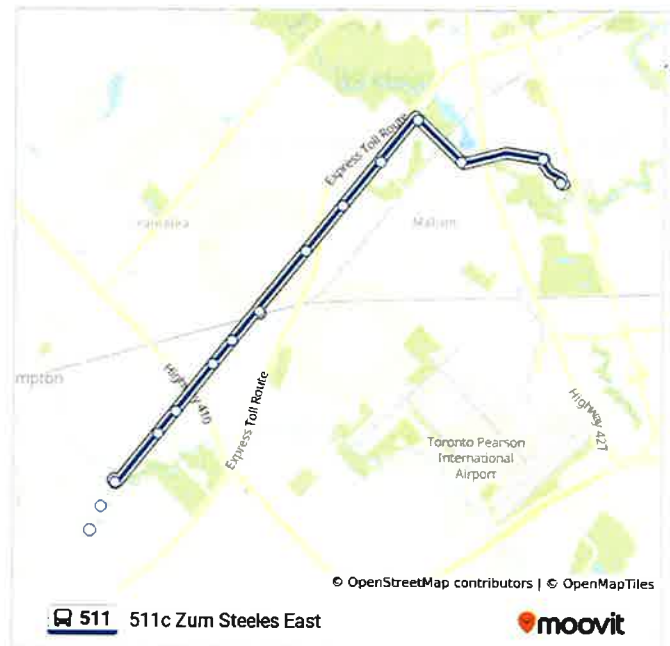 Express Toll Route
Malton
mpton
Highway 410
Express Toll Route
Highway 427
Toronto Pearson
International
Airport
© OpenStreetMap contributors | © OpenMapTiles
511 511c Zum Steeles East
moovit